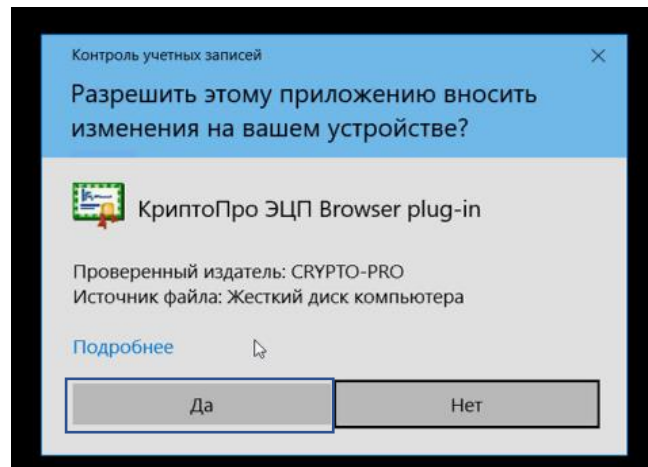 Контроль учетных записей
Разрешить этому приложению вносить
изменения на вашем устройстве?
КриптоПро ЭЦП Browser plug-in
Проверенный издатель: CRYPTO-PRO
Источник файла: Жесткий диск компьютера
Подробнее
Да
Нет